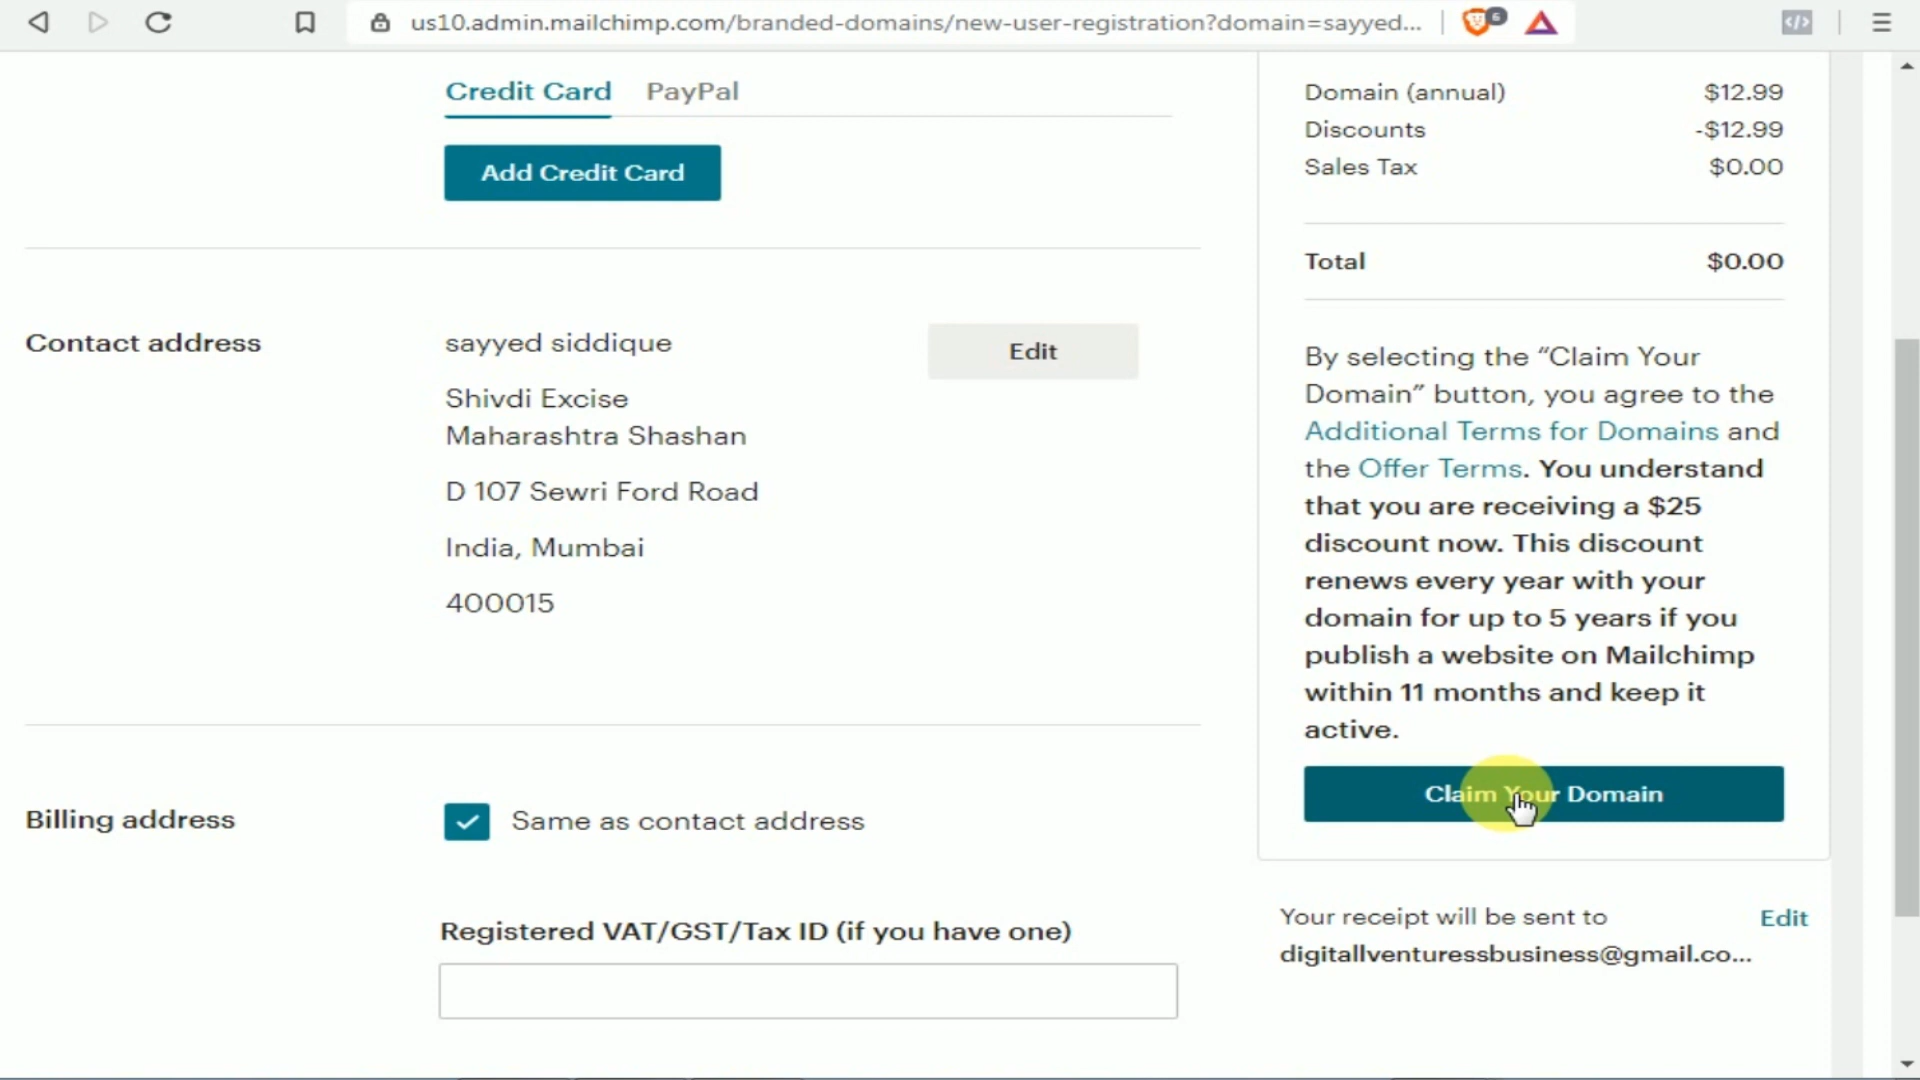 us10.admin.mailchimp.com/branded-domains/new-user-registration?domain=sayyed...
6
Credit Card
PayPal
Add Credit Card
Contact address
sayyed siddique
Edit
Shivdi Excise
Maharashtra Shashan
D 107 Sewri Ford Road
India, Mumbai
400015
Billing address
Same as contact address
Registered VAT/GST/Tax ID (if you have one)
Domain (annual) $12.99
Discounts -$12.99
Sales Tax $0.00
Total $0.00
By selecting the “Claim Your
Domain” button, you agree to the
Additional Terms for Domains and
the Offer Terms. You understand
that you are receiving a $25
discount now. This discount
renews every year with your
domain for up to 5 years if you
publish a website on Mailchimp
within 11 months and keep it
active.
Claim Your Domain
Your receipt will be sent to
Edit
digitallventuressbusiness@gmail.co...